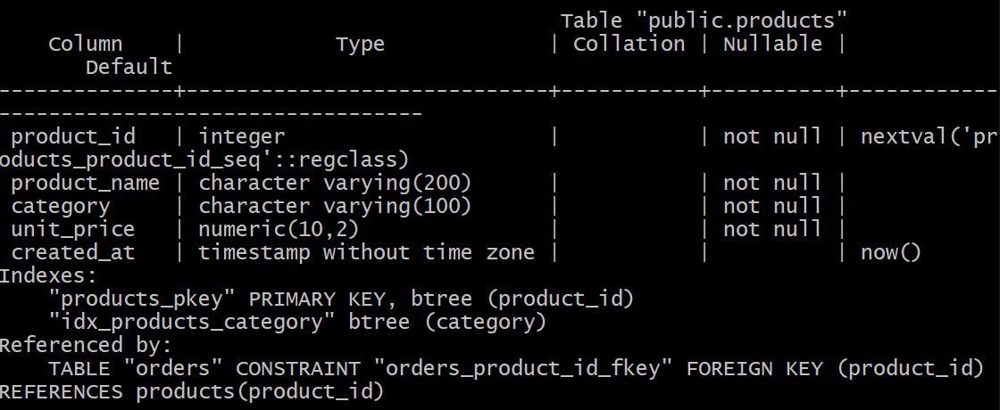 Table "public.products"
    Column    |            Type             | Collation | Nullable |
       Default
--------------+-----------------------------+-----------+----------+------------
----------------------------------
 product_id   | integer                     |           | not null | nextval('pr
oducts_product_id_seq'::regclass)
 product_name | character varying(200)      |           | not null |
 category     | character varying(100)      |           | not null |
 unit_price   | numeric(10,2)               |           | not null |
 created_at   | timestamp without time zone |           |          | now()
Indexes:
    "products_pkey" PRIMARY KEY, btree (product_id)
    "idx_products_category" btree (category)
Referenced by:
    TABLE "orders" CONSTRAINT "orders_product_id_fkey" FOREIGN KEY (product_id)
REFERENCES products(product_id)